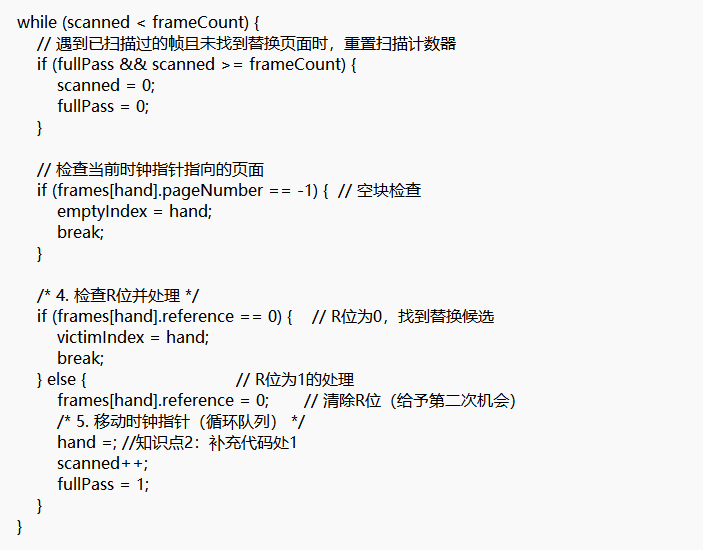 while (scanned < frameCount) {
// 遇到已扫描过的帧且未找到替换页面时，重置扫描计数器
if (fullPass && scanned >= frameCount) {
scanned = 0;
fullPass = 0;
}
// 检查当前时钟指针指向的页面
if (frames[hand].pageNumber == -1) { // 空块检查
emptyIndex = hand;
break;
}
/* 4. 检查R位并处理 */
if (frames[hand].reference == 0) { // R位为0，找到替换候选
victimIndex = hand;
break;
} else { // R位为1的处理
frames[hand].reference = 0; // 清除R位（给予第二次机会）
/* 5. 移动时钟指针（循环队列） */
hand =; //知识点2：补充代码处1
scanned++;
fullPass = 1;
}
}